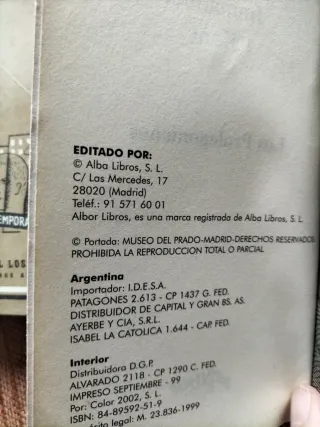 EDITADO POR:
© Alba Libros, S. L.
C/ Las Mercedes, 17
28020 (Madrid)
Teléf.: 91 571 60 01
Albor Libros, es una marca registrada de Alba Libros, S. L.
© Portada: MUSEO DEL PRADO-MADRID-DERECHOS RESERVADOS
PROHIBIDA LA REPRODUCCION TOTAL O PARCIAL
Argentina
Importador: I.D.E.S.A.
PATAGONES 2.613 - CP 1437 G. FED.
DISTRIBUIDOR DE CAPITAL Y GRAN BS. AS.
AYERBE Y CIA, S.R.L.
ISABEL LA CATOLICA 1.644 - CAP. FED.
Interior
Distribuidora D.G.P.
ALVARADO 2118 - CP 1290 C. FED.
IMPRESO SEPTIEMBRE - 99
Por: Color 2002, S. L.
ISBN: 84-89592-51-9
pósito legal: M. 23.836-1999